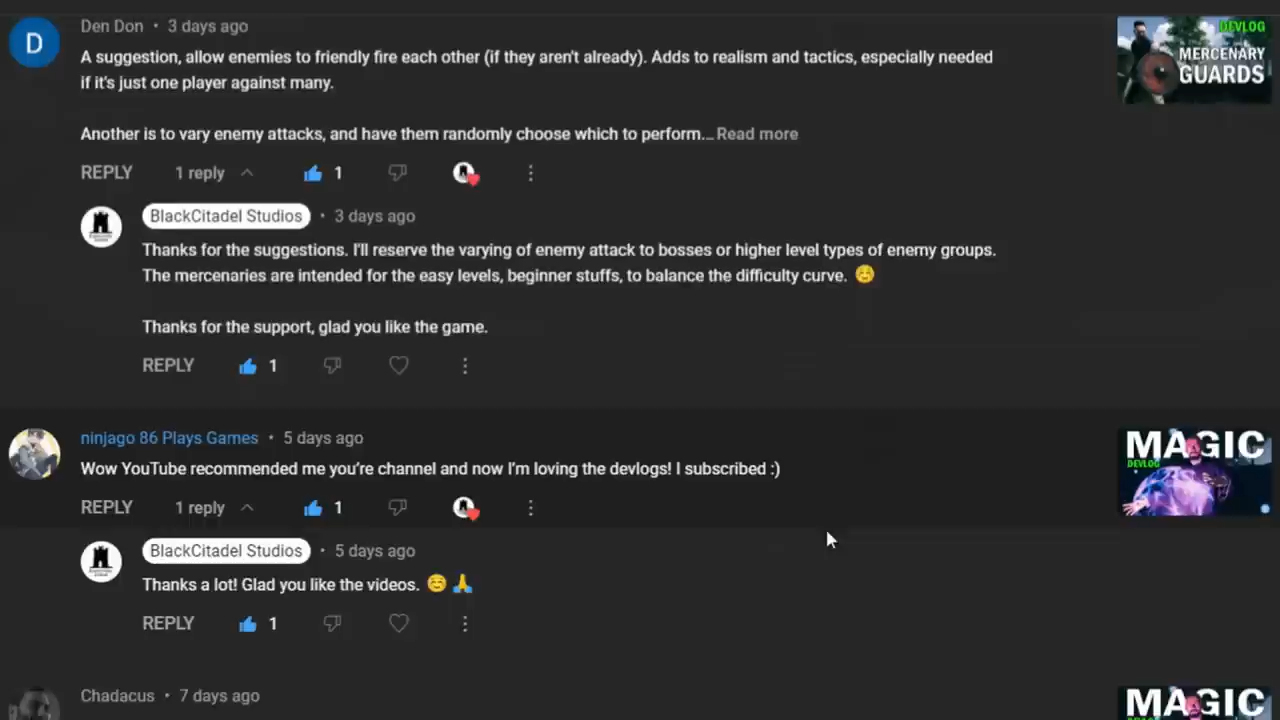 Den Don • 3 days ago
A suggestion, allow enemies to friendly fire each other (if they aren't already). Adds to realism and tactics, especially needed
if it's just one player against many.
Another is to vary enemy attacks, and have them randomly choose which to perform... Read more
REPLY 1 reply 1
DEVLOG
MERCENARY
GUARDS
BlackCitadel Studios • 3 days ago
Thanks for the suggestions. I'll reserve the varying of enemy attack to bosses or higher level types of enemy groups.
The mercenaries are intended for the easy levels, beginner stuffs, to balance the difficulty curve. ☺️
Thanks for the support, glad you like the game.
REPLY 1
ninjago 86 Plays Games • 5 days ago
Wow YouTube recommended me you're channel and now I'm loving the devlogs! I subscribed :)
REPLY 1 reply 1
MAGIC
DEVLOG
BlackCitadel Studios • 5 days ago
Thanks a lot! Glad you like the videos. ☺️ 🙏
REPLY 1
Chadacus • 7 days ago
MAGIC